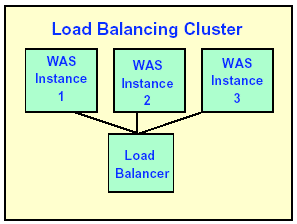 Load Balancing Cluster
WAS
Instance
1
WAS
Instance
2
WAS
Instance
3
Load
Balancer